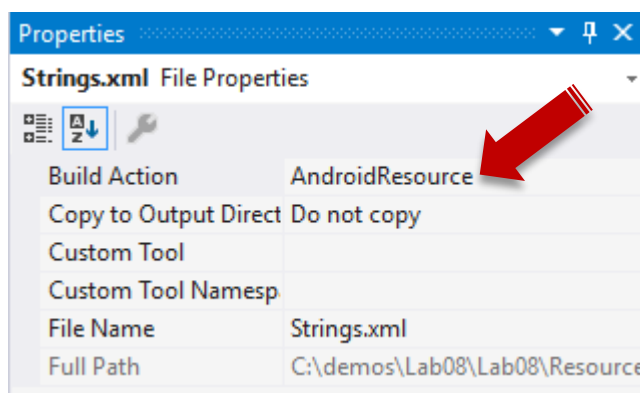 Properties
Strings.xml File Properties
Build Action AndroidResource
Copy to Output Direct Do not copy
Custom Tool
Custom Tool Namesp
File Name Strings.xml
Full Path C:\demos\Lab08\Lab08\Resource